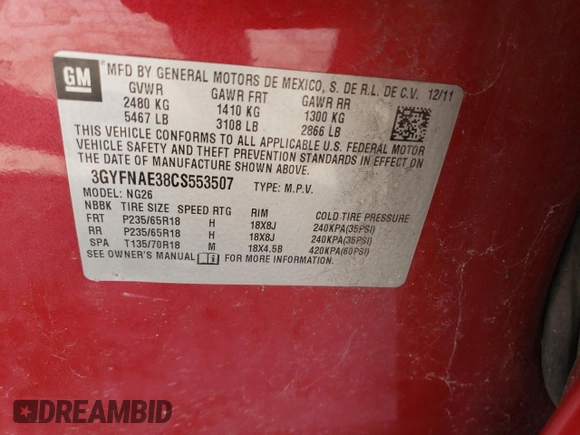 GM
MFD BY GENERAL MOTORS DE MEXICO, S. DE R.L. DE C.V. 12/11
GVWR GAWR FRT GAWR RR
2480 KG 1410 KG 1300 KG
5467 LB 3108 LB 2866 LB
THIS VEHICLE CONFORMS TO ALL APPLICABLE U.S. FEDERAL MOTOR
VEHICLE SAFETY AND THEFT PREVENTION STANDARDS IN EFFECT ON THE
DATE OF MANUFACTURE SHOWN ABOVE.
3GYFNAE38CS553507 TYPE: M.P.V.
MODEL: NG26
NBBK TIRE SIZE SPEED RTG RIM COLD TIRE PRESSURE
FRT P235/65R18 H 18X8J 240KPA(35PSI)
RR P235/65R18 H 18X8J 240KPA(35PSI)
SPA T135/70R18 M 18X4.5B 420KPA(60PSI)
SEE OWNER'S MANUAL FOR MORE INFORMATION.
DREAMBID